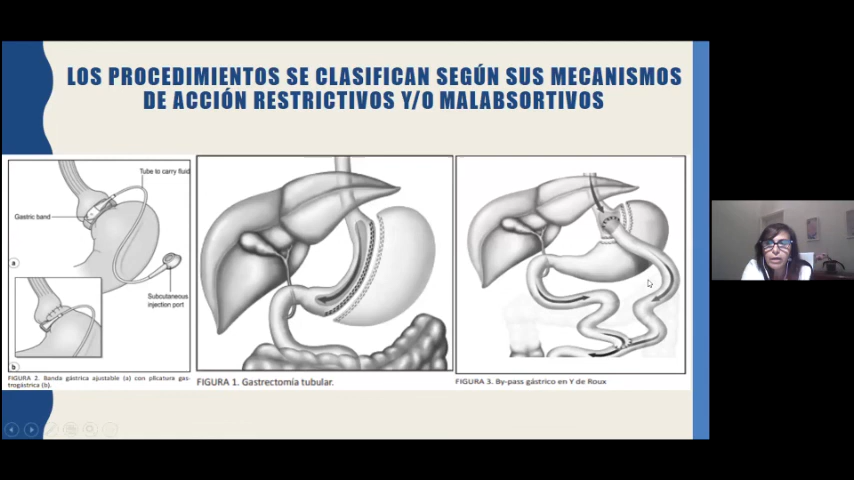 LOS PROCEDIMIENTOS SE CLASIFICAN SEGÚN SUS MECANISMOS
DE ACCIÓN RESTRICTIVOS Y/O MALABSORTIVOS
Tube to carry fluid
Gastric band
a
Subcutaneous
injection port
b
FIGURA 2. Banda gástrica ajustable (a) con plicatura gas-
trogástrica (b).
FIGURA 1. Gastrectomía tubular.
FIGURA 3. By-pass gástrico en Y de Roux